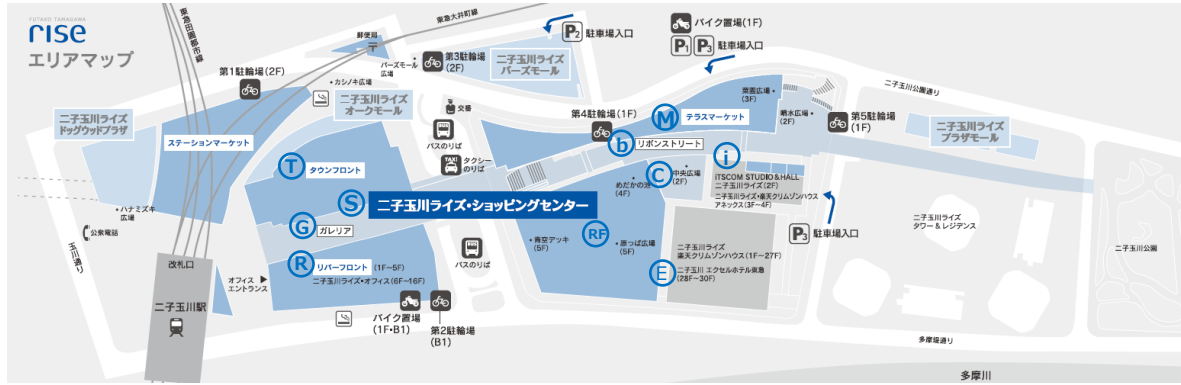 FUTAKO TAMAGAWA
rise
エリアマップ
東急田園都市線
東急大井町線
郵便局
〒
バーズモール
広場
第3駐輪場
(2F)
二子玉川ライズ
バーズモール
P2 駐車場入口
バイク置場(1F)
P1 P3 駐車場入口
二子玉川公園通り
第1駐輪場(2F)
カシノキ広場
二子玉川ライズ
オークモール
交番
バスのりば
TAXI
タクシー
のりば
第4駐輪場(1F)
M
テラスマーケット
菜園広場
(3F)
噴水広場
(2F)
第5駐輪場
(1F)
二子玉川ライズ
プラザモール
二子玉川ライズ
ドッグウッドプラザ
ステーションマーケット
T
タウンフロント
b
リボンストリート
C
中央広場
(2F)
i
ITSCOM STUDIO & HALL
二子玉川ライズ(2F)
二子玉川ライズ・楽天クリムゾンハウス
アネックス(3F〜4F)
めだかの池
(4F)
S
二子玉川ライズ・ショッピングセンター
ハナミズキ
広場
公衆電話
玉川通り
G
ガレリア
R
リバーフロント
(1F〜5F)
二子玉川ライズ・オフィス(6F〜16F)
バスのりば
青空デッキ
(5F)
RF
原っぱ広場
(5F)
二子玉川ライズ
楽天クリムゾンハウス(1F〜27F)
E
二子玉川 エクセルホテル東急
(28F〜30F)
P3 駐車場入口
二子玉川ライズ
タワー & レジデンス
二子玉川公園
改札口
二子玉川駅
オフィス
エントランス
バイク置場
(1F・B1)
第2駐輪場
(B1)
多摩堤通り
多摩川